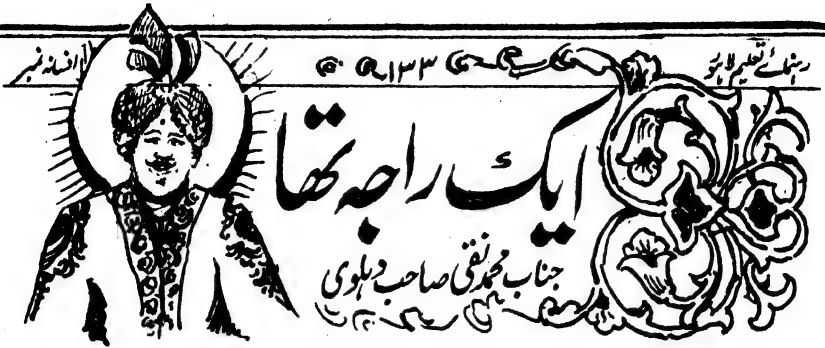 رہنمائے تعلیم لاہور ۱۳۳ افسانہ نمبر
ایک راجہ تھا
جناب محمد نقی صاحب دہلوی